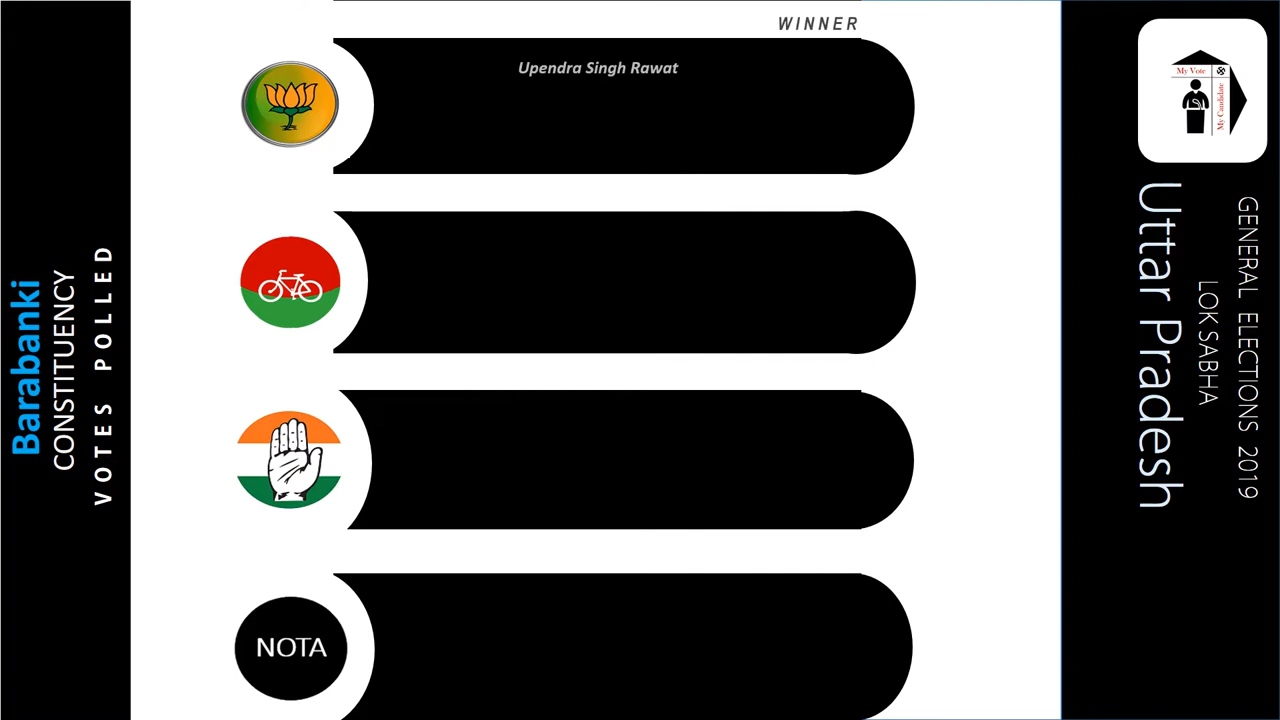 Barabanki
CONSTITUENCY
VOTES POLLED
WINNER
Upendra Singh Rawat
NOTA
My Vote
My Candidate
GENERAL ELECTIONS 2019
LOK SABHA
Uttar Pradesh